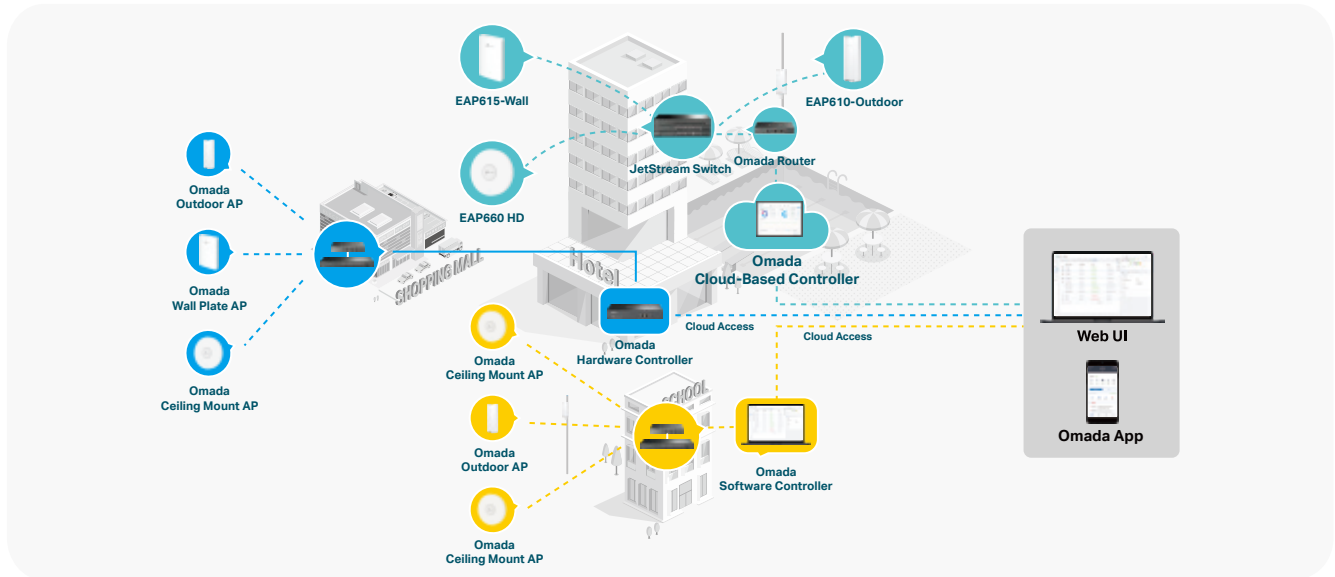 EAP615-Wall
EAP610-Outdoor
JetStream Switch
Omada Router
EAP660 HD
Omada
Outdoor AP
Omada
Wall Plate AP
Omada
Ceiling Mount AP
SHOPPING MALL
Hotel
Omada
Cloud-Based Controller
Omada
Hardware Controller
Cloud Access
Cloud Access
Web UI
Omada App
Omada
Ceiling Mount AP
SCHOOL
Omada
Outdoor AP
Omada
Software Controller
Omada
Ceiling Mount AP